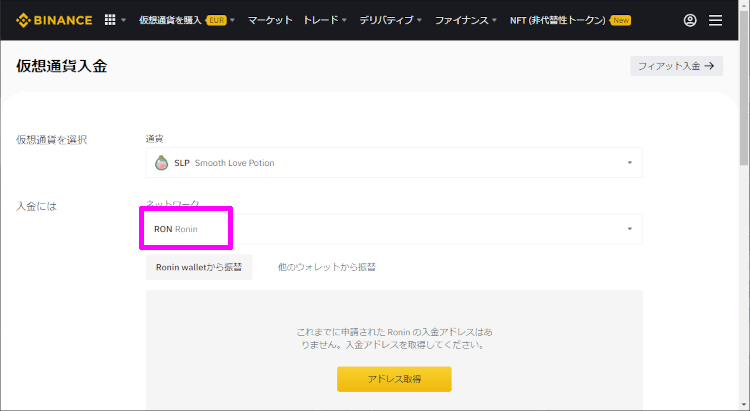 BINANCE 仮想通貨を購入 EUR マーケット トレード デリバティブ ファイナンス NFT (非代替性トークン) New
仮想通貨入金
フィアット入金 →
仮想通貨を選択
通貨
SLP Smooth Love Potion
入金には
ネットワーク
RON Ronin
Ronin walletから振替 他のウォレットから振替
これまでに申請された Ronin の入金アドレスはあ
りません。入金アドレスを取得してください。
アドレス取得